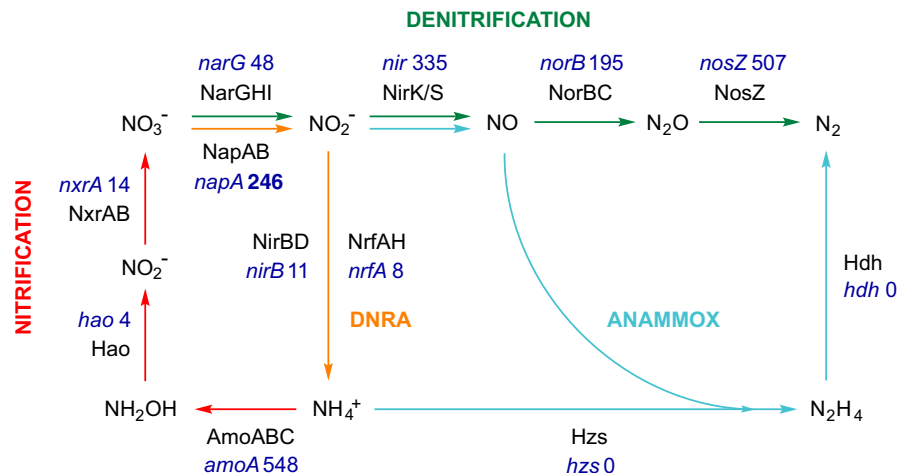 DENITRIFICATION
narG 48
nir 335
norB 195
nosZ 507
NarGHI
NirK/S
NorBC
NosZ
NO₃⁻
NO₂⁻
NO
N₂O
N₂
NapAB
napA 246
nxrA 14
NxrAB
NITRIFICATION
NirBD
NrfAH
nirB 11
nrfA 8
Hdh
hdh 0
NO₂⁻
hao 4
Hao
DNRA
ANAMMOX
NH₂OH
NH₄⁺
N₂H₄
AmoABC
amoA 548
Hzs
hzs 0